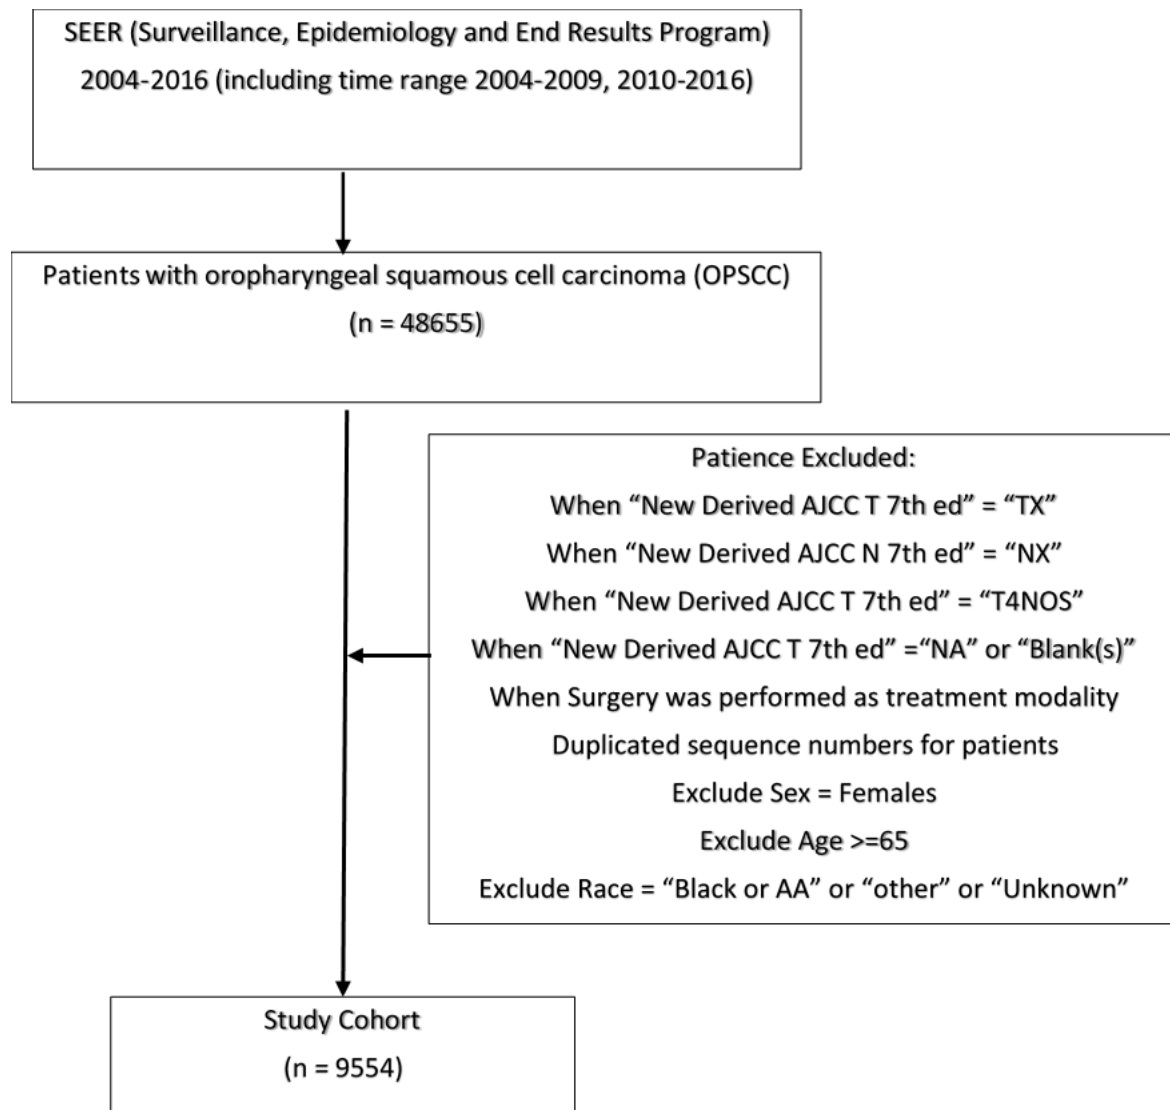 SEER (Surveillance, Epidemiology and End Results Program)
2004-2016 (including time range 2004-2009, 2010-2016)
Patients with oropharyngeal squamous cell carcinoma (OPSCC)
(n = 48655)
Patience Excluded:
When “New Derived AJCC T 7th ed” = “TX”
When “New Derived AJCC N 7th ed” = “NX”
When “New Derived AJCC T 7th ed” = “T4NOS”
When “New Derived AJCC T 7th ed” =“NA” or “Blank(s)”
When Surgery was performed as treatment modality
Duplicated sequence numbers for patients
Exclude Sex = Females
Exclude Age >=65
Exclude Race = “Black or AA” or “other” or “Unknown”
Study Cohort
(n = 9554)